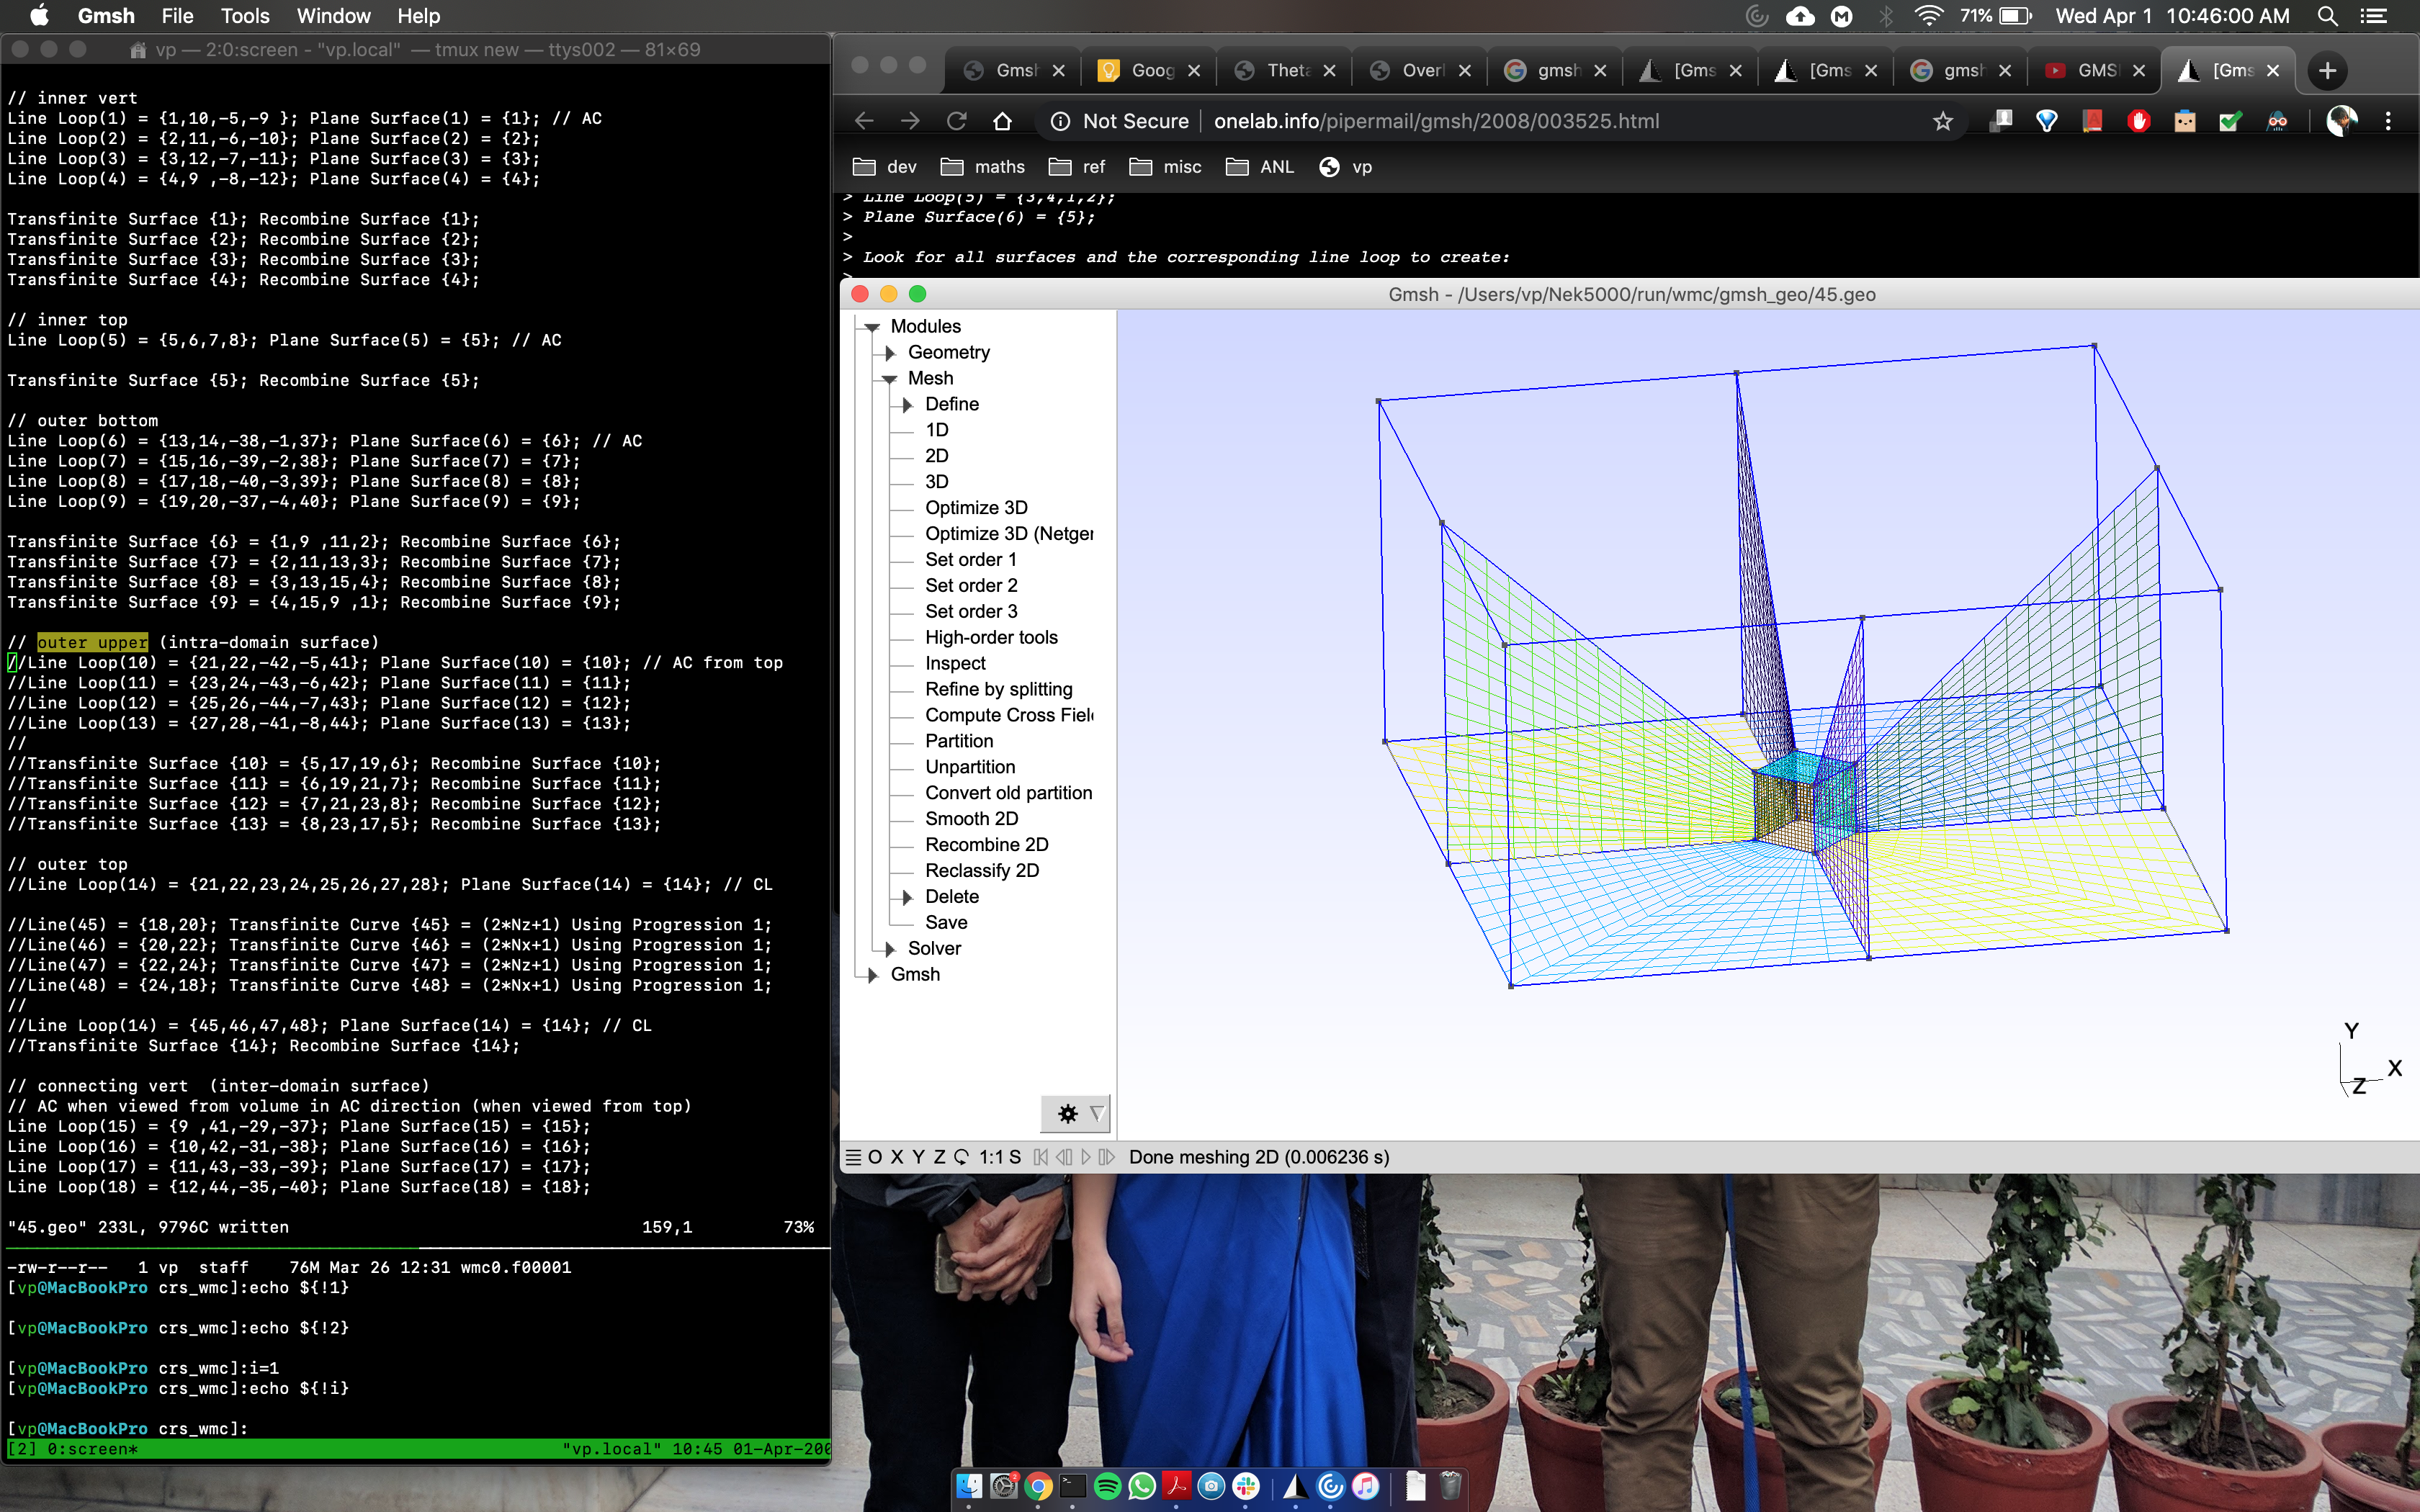 Gmsh File Tools Window Help 71% Wed Apr 1 10:46:00 AM
vp — 2:0:screen - "vp.local" — tmux new — ttys002 — 81×69
// inner vert
Line Loop(1) = {1,10,-5,-9 }; Plane Surface(1) = {1}; // AC
Line Loop(2) = {2,11,-6,-10}; Plane Surface(2) = {2};
Line Loop(3) = {3,12,-7,-11}; Plane Surface(3) = {3};
Line Loop(4) = {4,9 ,-8,-12}; Plane Surface(4) = {4};
Transfinite Surface {1}; Recombine Surface {1};
Transfinite Surface {2}; Recombine Surface {2};
Transfinite Surface {3}; Recombine Surface {3};
Transfinite Surface {4}; Recombine Surface {4};
// inner top
Line Loop(5) = {5,6,7,8}; Plane Surface(5) = {5}; // AC
Transfinite Surface {5}; Recombine Surface {5};
// outer bottom
Line Loop(6) = {13,14,-38,-1,37}; Plane Surface(6) = {6}; // AC
Line Loop(7) = {15,16,-39,-2,38}; Plane Surface(7) = {7};
Line Loop(8) = {17,18,-40,-3,39}; Plane Surface(8) = {8};
Line Loop(9) = {19,20,-37,-4,40}; Plane Surface(9) = {9};
Transfinite Surface {6} = {1,9 ,11,2}; Recombine Surface {6};
Transfinite Surface {7} = {2,11,13,3}; Recombine Surface {7};
Transfinite Surface {8} = {3,13,15,4}; Recombine Surface {8};
Transfinite Surface {9} = {4,15,9 ,1}; Recombine Surface {9};
// outer upper (intra-domain surface)
//Line Loop(10) = {21,22,-42,-5,41}; Plane Surface(10) = {10}; // AC from top
//Line Loop(11) = {23,24,-43,-6,42}; Plane Surface(11) = {11};
//Line Loop(12) = {25,26,-44,-7,43}; Plane Surface(12) = {12};
//Line Loop(13) = {27,28,-41,-8,44}; Plane Surface(13) = {13};
//
//Transfinite Surface {10} = {5,17,19,6}; Recombine Surface {10};
//Transfinite Surface {11} = {6,19,21,7}; Recombine Surface {11};
//Transfinite Surface {12} = {7,21,23,8}; Recombine Surface {12};
//Transfinite Surface {13} = {8,23,17,5}; Recombine Surface {13};
// outer top
//Line Loop(14) = {21,22,23,24,25,26,27,28}; Plane Surface(14) = {14}; // CL
//Line(45) = {18,20}; Transfinite Curve {45} = (2*Nz+1) Using Progression 1;
//Line(46) = {20,22}; Transfinite Curve {46} = (2*Nx+1) Using Progression 1;
//Line(47) = {22,24}; Transfinite Curve {47} = (2*Nz+1) Using Progression 1;
//Line(48) = {24,18}; Transfinite Curve {48} = (2*Nx+1) Using Progression 1;
//
//Line Loop(14) = {45,46,47,48}; Plane Surface(14) = {14}; // CL
//Transfinite Surface {14}; Recombine Surface {14};
// connecting vert  (inter-domain surface)
// AC when viewed from volume in AC direction (when viewed from top)
Line Loop(15) = {9 ,41,-29,-37}; Plane Surface(15) = {15};
Line Loop(16) = {10,42,-31,-38}; Plane Surface(16) = {16};
Line Loop(17) = {11,43,-33,-39}; Plane Surface(17) = {17};
Line Loop(18) = {12,44,-35,-40}; Plane Surface(18) = {18};
"45.geo" 233L, 9796C written 159,1 73%
-rw-r--r-- 1 vp staff 76M Mar 26 12:31 wmc0.f00001
[vp@MacBookPro crs_wmc]:echo ${!1}
[vp@MacBookPro crs_wmc]:echo ${!2}
[vp@MacBookPro crs_wmc]:i=1
[vp@MacBookPro crs_wmc]:echo ${!i}
[vp@MacBookPro crs_wmc]:
[2] 0:screen* "vp.local" 10:45 01-Apr-20
Gmsh Goog Theta Overl gmsh [Gms [Gms gmsh GMS [Gms
Not Secure onelab.info/pipermail/gmsh/2008/003525.html
dev maths ref misc ANL vp
> Line Loop(5) = {3,4,1,2};
> Plane Surface(6) = {5};
>
> Look for all surfaces and the corresponding line loop to create:
>
Gmsh - /Users/vp/Nek5000/run/wmc/gmsh_geo/45.geo
Modules
Geometry
Mesh
Define
1D
2D
3D
Optimize 3D
Optimize 3D (Netgen
Set order 1
Set order 2
Set order 3
High-order tools
Inspect
Refine by splitting
Compute Cross Field
Partition
Unpartition
Convert old partition
Smooth 2D
Recombine 2D
Reclassify 2D
Delete
Save
Solver
Gmsh
Y
X
Z
O X Y Z 1:1 S Done meshing 2D (0.006236 s)